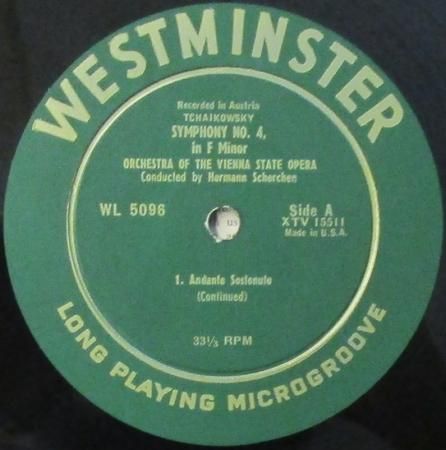 WESTMINSTER
Recorded in Austria
TCHAIKOWSKY
SYMPHONY NO. 4,
in F Minor
ORCHESTRA OF THE VIENNA STATE OPERA
Conducted by Hermann Scherchen
WL 5096
Side A
XTV 15511
Made in U.S.A.
us
1. Andante Sostenuto
(Continued)
33⅓ RPM
LONG PLAYING MICROGROOVE